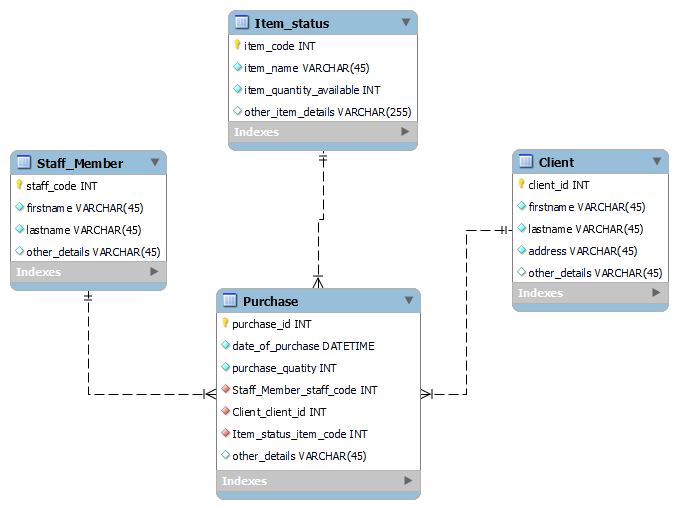 Item_status
item_code INT
item_name VARCHAR(45)
item_quantity_available INT
other_item_details VARCHAR(255)
Indexes
Staff_Member
staff_code INT
firstname VARCHAR(45)
lastname VARCHAR(45)
other_details VARCHAR(45)
Indexes
Client
client_id INT
firstname VARCHAR(45)
lastname VARCHAR(45)
address VARCHAR(45)
other_details VARCHAR(45)
Indexes
Purchase
purchase_id INT
date_of_purchase DATETIME
purchase_quatity INT
Staff_Member_staff_code INT
Client_client_id INT
Item_status_item_code INT
other_details VARCHAR(45)
Indexes